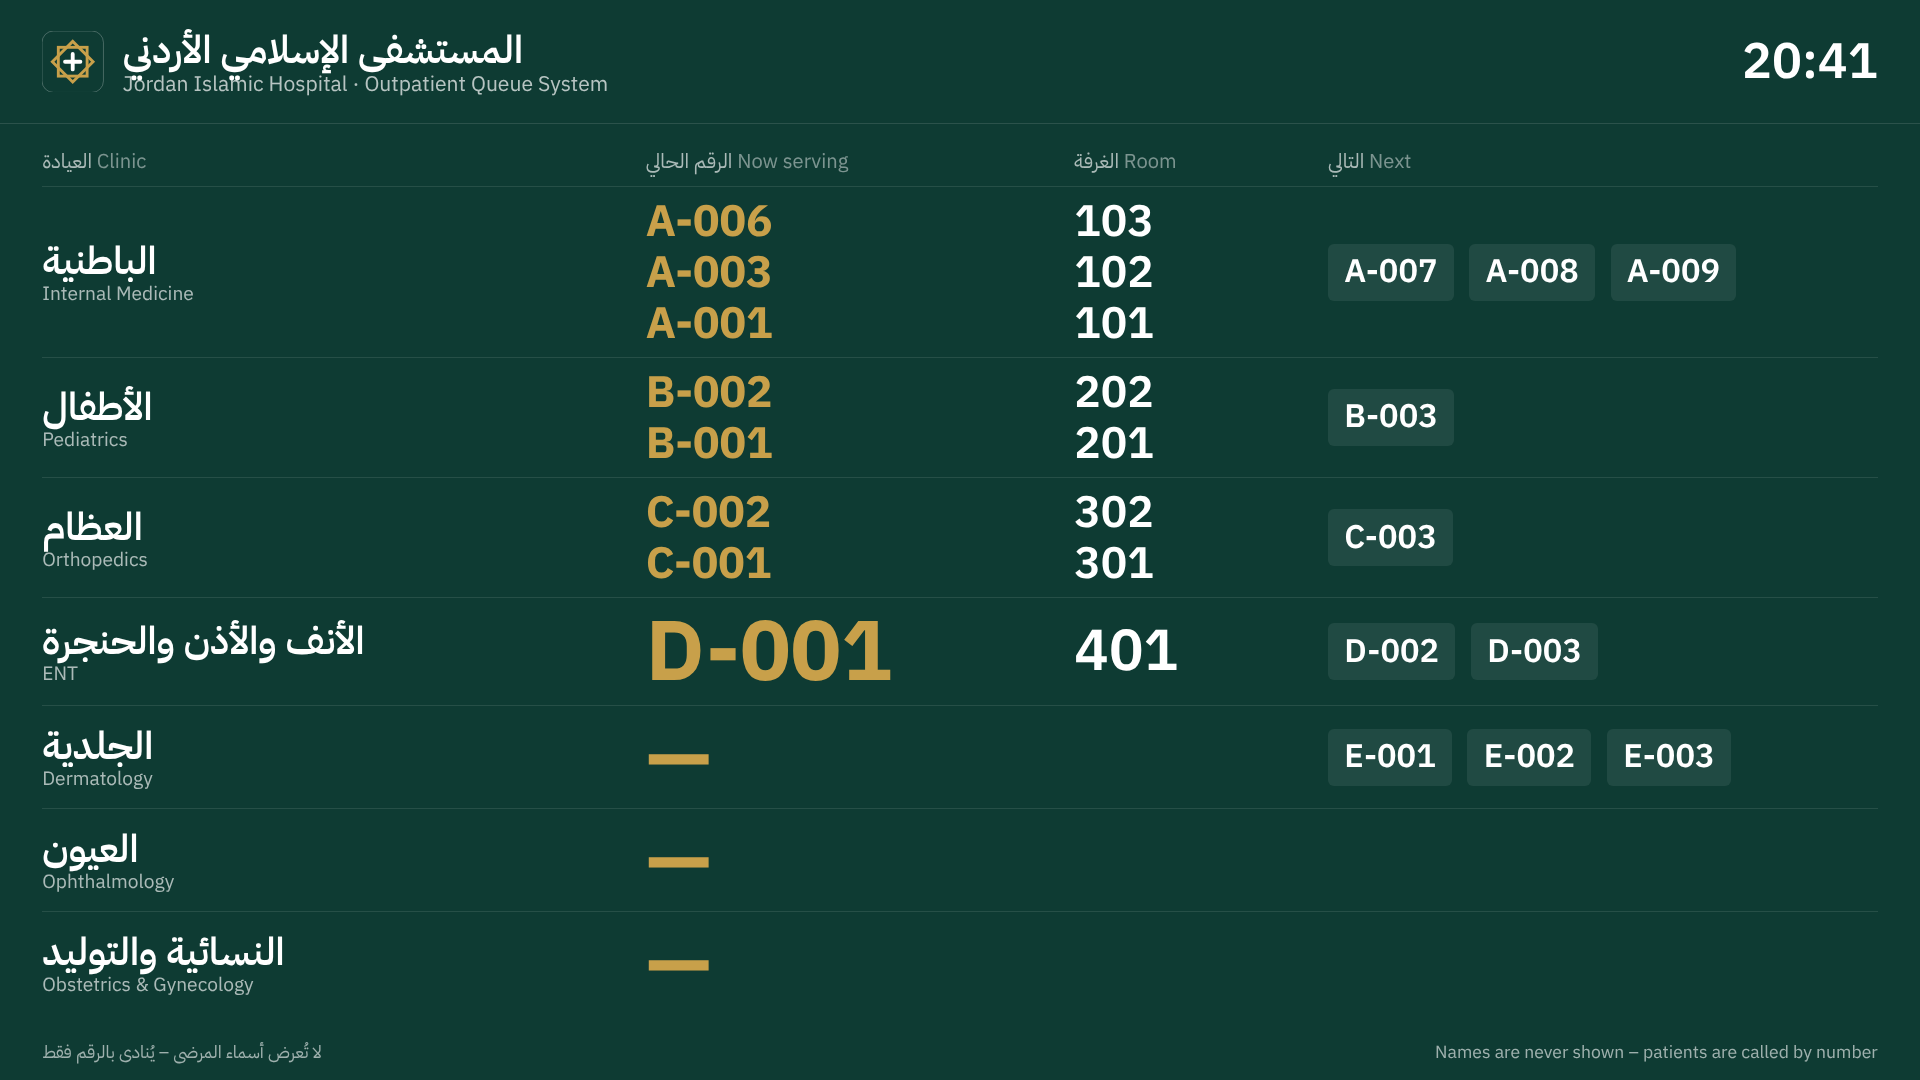 المستشفى الإسلامي الأردني
Jordan Islamic Hospital · Outpatient Queue System
20:41
العيادة Clinic
الرقم الحالي Now serving
الغرفة Room
التالي Next
الباطنية
Internal Medicine
A-006 103
A-003 102
A-001 101
A-007 A-008 A-009
الأطفال
Pediatrics
B-002 202
B-001 201
B-003
العظام
Orthopedics
C-002 302
C-001 301
C-003
الأنف والأذن والحنجرة
ENT
D-001 401
D-002 D-003
الجلدية
Dermatology
—
E-001 E-002 E-003
العيون
Ophthalmology
—
النسائية والتوليد
Obstetrics & Gynecology
—
لا تُعرض أسماء المرضى – يُنادى بالرقم فقط
Names are never shown – patients are called by number